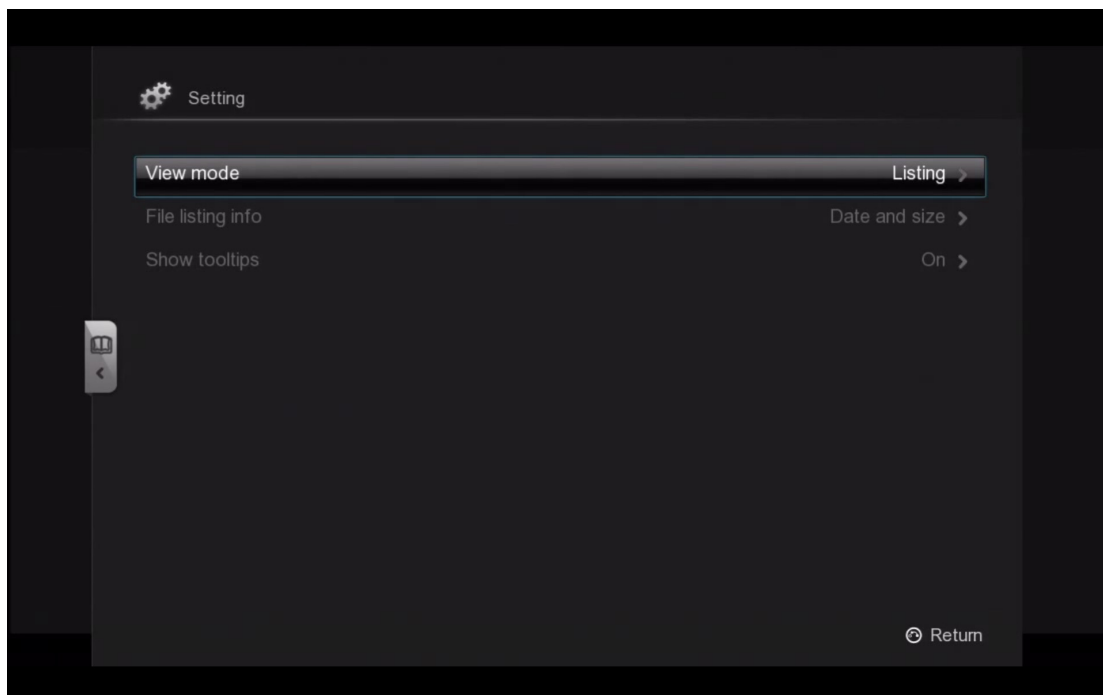 Setting
View mode Listing
File listing info Date and size
Show tooltips On
Return